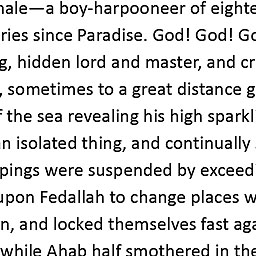 hale—a boy-harpooneer of eighte
ries since Paradise. God! God! Go
g, hidden lord and master, and cr
, sometimes to a great distance g
f the sea revealing his high sparkl
n isolated thing, and continually
pings were suspended by exceed
upon Fedallah to change places w
n, and locked themselves fast aga
while Ahab half smothered in the